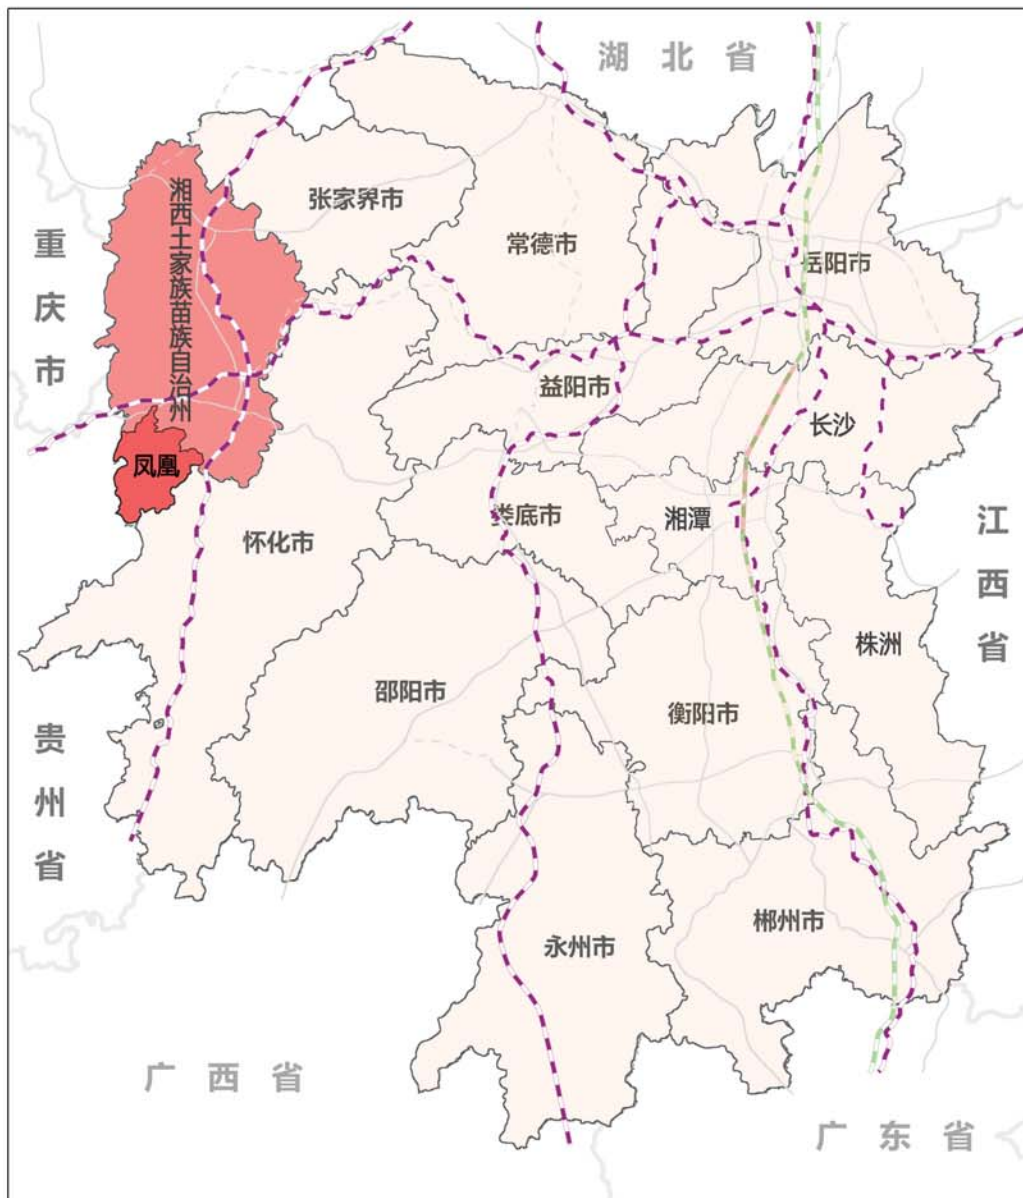 湖北省
张家界市
湘西土家族苗族自治州
常德市
重庆市
岳阳市
益阳市
长沙
凤凰
娄底市
湘潭
怀化市
江西省
株洲
邵阳市
衡阳市
贵州省
郴州市
永州市
广西省
广东省